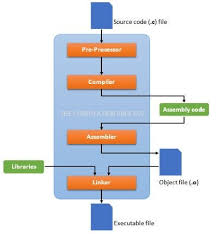 Source code (.c) file
Pre-Processor
Compiler
Assembly code
Assembler
Libraries
Object file (.o)
Linker
Executable file